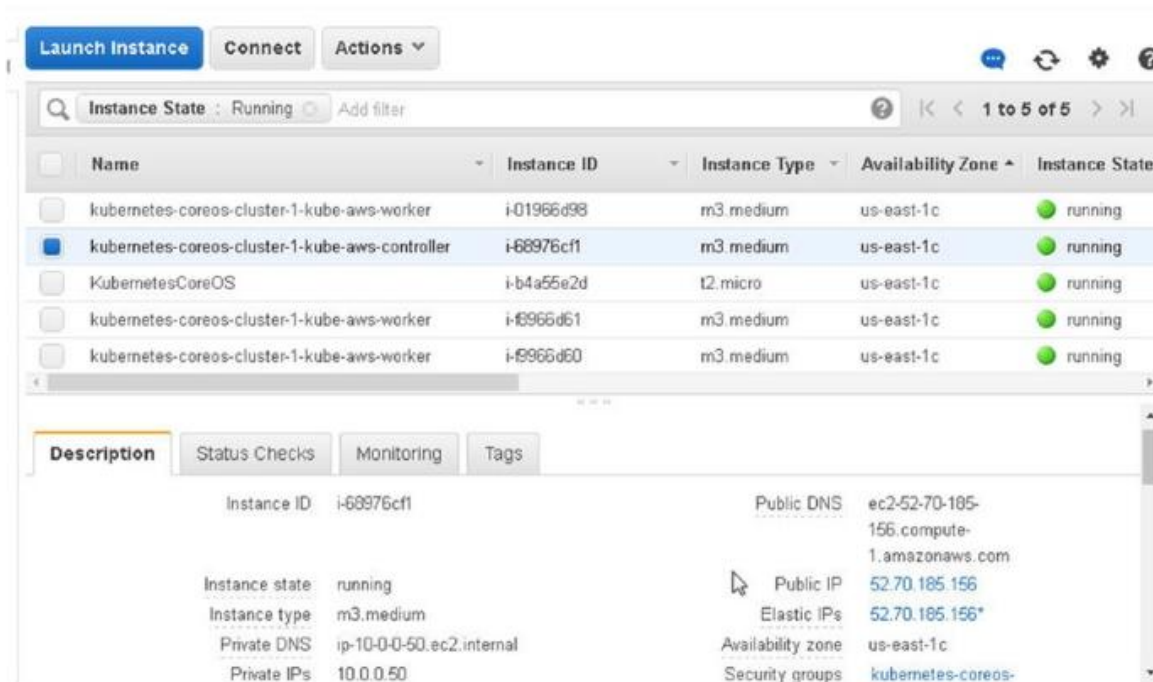 Launch Instance Connect Actions
Instance State : Running Add filter 1 to 5 of 5
Name Instance ID Instance Type Availability Zone Instance State
kubernetes-coreos-cluster-1-kube-aws-worker i-01966d98 m3.medium us-east-1c running
kubernetes-coreos-cluster-1-kube-aws-controller i-68976cf1 m3.medium us-east-1c running
KubernetesCoreOS i-b4a55e2d t2.micro us-east-1c running
kubernetes-coreos-cluster-1-kube-aws-worker i-f8966d61 m3.medium us-east-1c running
kubernetes-coreos-cluster-1-kube-aws-worker i-f9966d60 m3.medium us-east-1c running
Description Status Checks Monitoring Tags
Instance ID i-68976cf1 Public DNS ec2-52-70-185-
156.compute-
1.amazonaws.com
Instance state running Public IP 52.70.185.156
Instance type m3.medium Elastic IPs 52.70.185.156*
Private DNS ip-10-0-0-50.ec2.internal Availability zone us-east-1c
Private IPs 10.0.0.50 Security groups kubernetes-coreos-